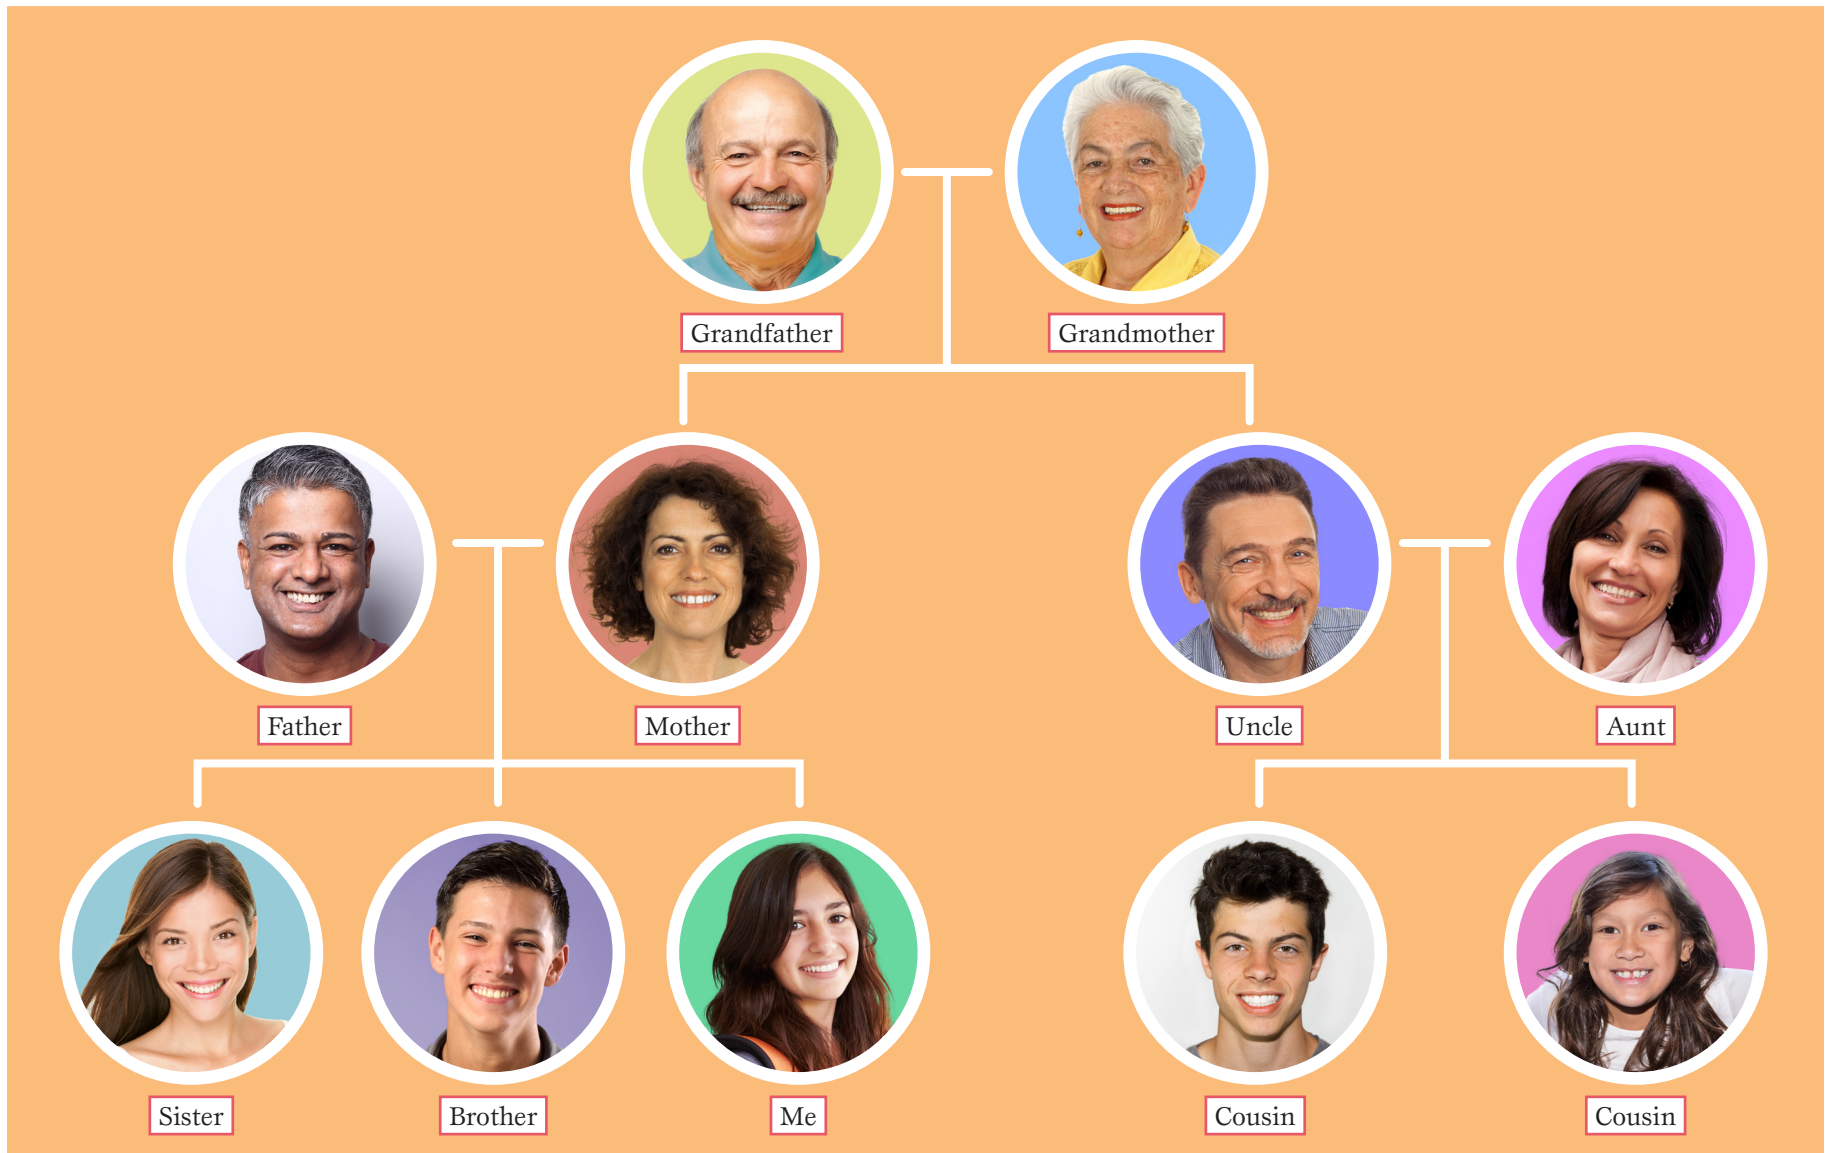 Grandfather
Grandmother
Father
Mother
Uncle
Aunt
Sister
Brother
Me
Cousin
Cousin